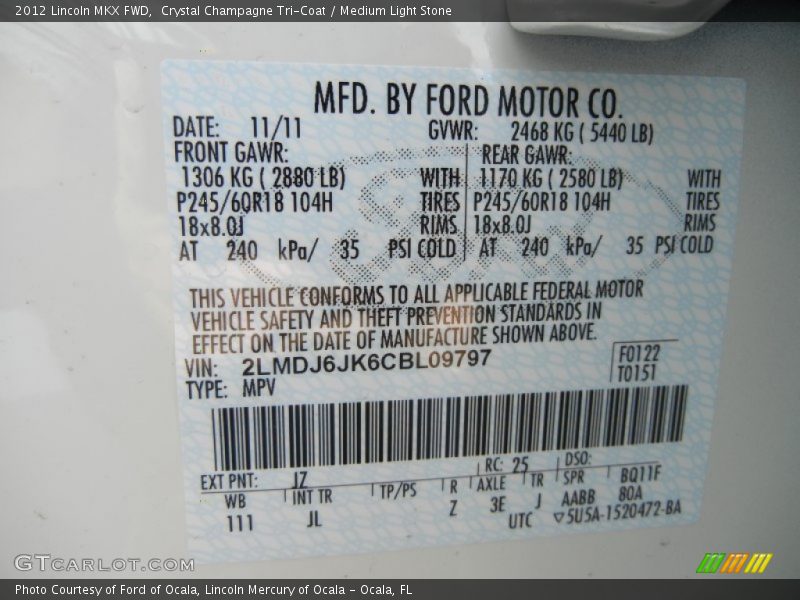 2012 Lincoln MKX FWD, Crystal Champagne Tri-Coat / Medium Light Stone
MFD. BY FORD MOTOR CO.
DATE: 11/11 GVWR: 2468 KG ( 5440 LB)
FRONT GAWR: REAR GAWR:
1306 KG ( 2880 LB) WITH 1170 KG ( 2580 LB) WITH
P245/60R18 104H TIRES P245/60R18 104H TIRES
18x8.0J RIMS 18x8.0J RIMS
AT 240 kPa/ 35 PSI COLD AT 240 kPa/ 35 PSI COLD
THIS VEHICLE CONFORMS TO ALL APPLICABLE FEDERAL MOTOR
VEHICLE SAFETY AND THEFT PREVENTION STANDARDS IN
EFFECT ON THE DATE OF MANUFACTURE SHOWN ABOVE.
VIN: 2LMDJ6JK6CBL09797 F0122
TYPE: MPV T0151
EXT PNT: JZ RC: 25 DSO:
WB INT TR TP/PS R AXLE TR SPR BQ11F
111 JL Z 3E J AABB 80A
UTC ▽5U5A-1520472-BA
GTCARLOT.COM
Photo Courtesy of Ford of Ocala, Lincoln Mercury of Ocala - Ocala, FL